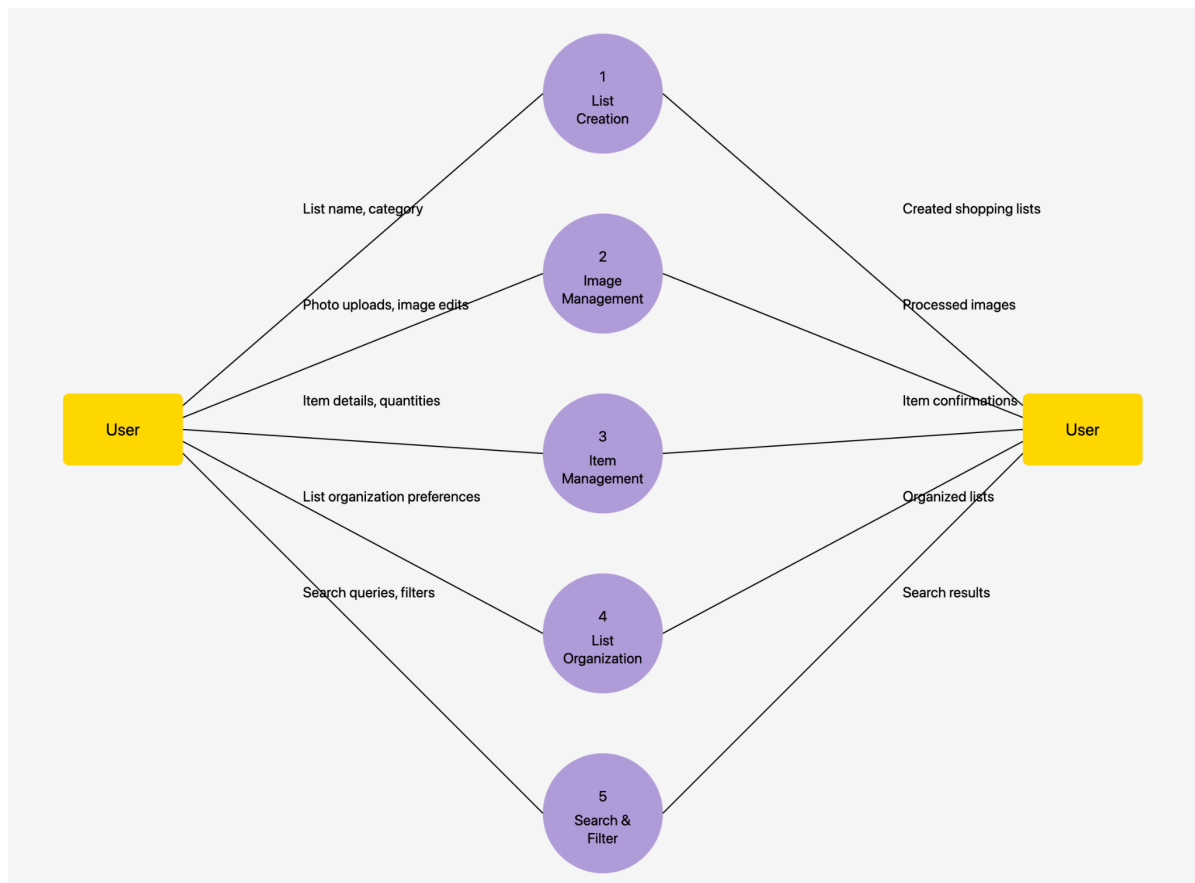 1
List
Creation
List name, category
Created shopping lists
2
Image
Management
Photo uploads, image edits
Processed images
Item details, quantities
Item confirmations
User
User
3
Item
Management
List organization preferences
Organized lists
Search queries, filters
Search results
4
List
Organization
5
Search &
Filter